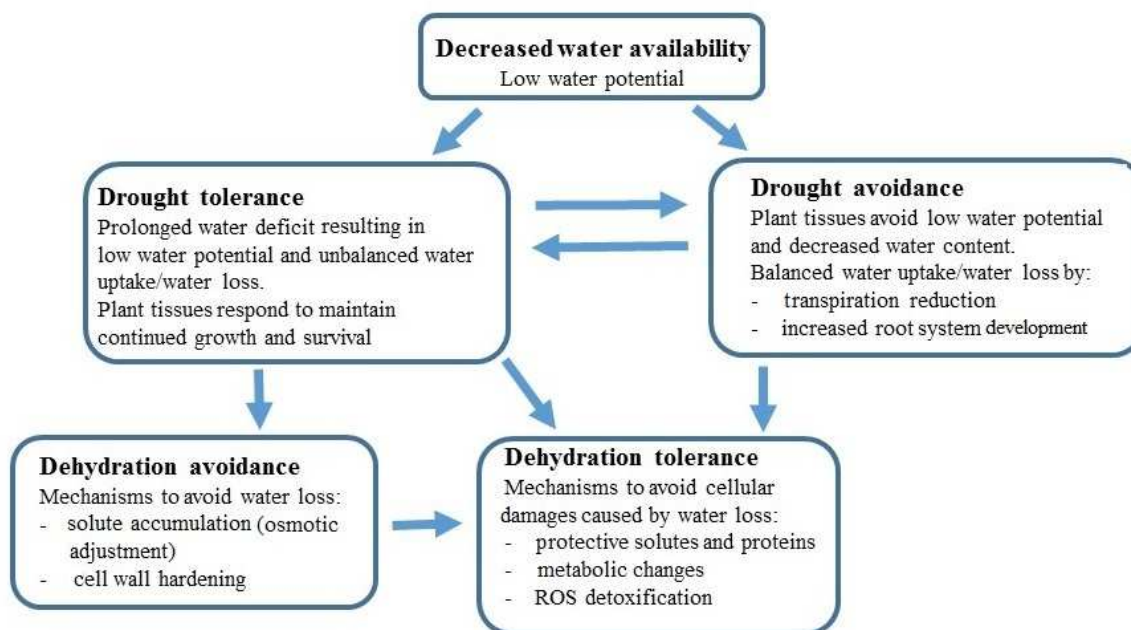 Decreased water availability
Low water potential
Drought tolerance
Prolonged water deficit resulting in
low water potential and unbalanced water
uptake/water loss.
Plant tissues respond to maintain
continued growth and survival
Drought avoidance
Plant tissues avoid low water potential
and decreased water content.
Balanced water uptake/water loss by:
- transpiration reduction
- increased root system development
Dehydration avoidance
Mechanisms to avoid water loss:
- solute accumulation (osmotic
adjustment)
- cell wall hardening
Dehydration tolerance
Mechanisms to avoid cellular
damages caused by water loss:
- protective solutes and proteins
- metabolic changes
- ROS detoxification